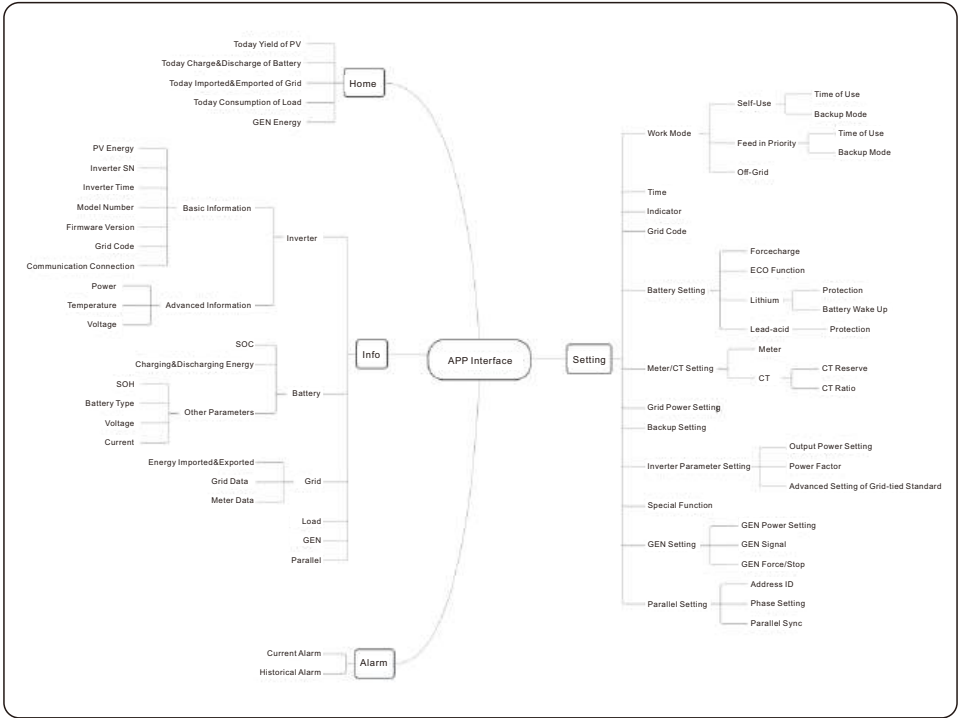 Today Yield of PV
Today Charge&Discharge of Battery
Today Imported&Emported of Grid
Today Consumption of Load
GEN Energy
Home
PV Energy
Inverter SN
Inverter Time
Model Number
Firmware Version
Grid Code
Communication Connection
Basic Information
Power
Temperature
Voltage
Advanced Information
Inverter
SOC
Charging&Discharging Energy
SOH
Battery Type
Voltage
Current
Other Parameters
Battery
Energy Imported&Exported
Grid Data
Meter Data
Grid
Load
GEN
Parallel
Info
Current Alarm
Historical Alarm
Alarm
APP Interface
Setting
Work Mode
Self-Use
Time of Use
Backup Mode
Feed in Priority
Time of Use
Backup Mode
Off-Grid
Time
Indicator
Grid Code
Battery Setting
Forcecharge
ECO Function
Lithium
Protection
Battery Wake Up
Lead-acid
Protection
Meter/CT Setting
Meter
CT
CT Reserve
CT Ratio
Grid Power Setting
Backup Setting
Inverter Parameter Setting
Output Power Setting
Power Factor
Advanced Setting of Grid-tied Standard
Special Function
GEN Setting
GEN Power Setting
GEN Signal
GEN Force/Stop
Parallel Setting
Address ID
Phase Setting
Parallel Sync